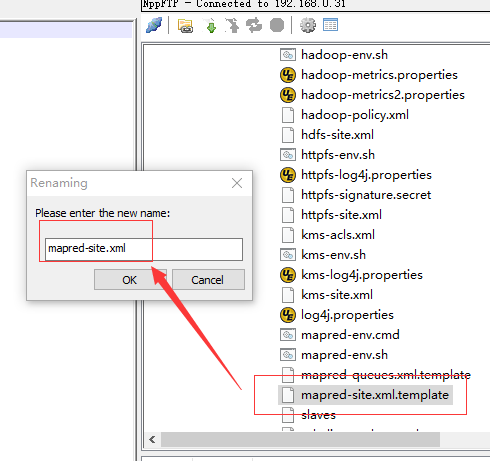 NppFTP - Connected to 192.168.0.31
hadoop-env.sh
hadoop-metrics.properties
hadoop-metrics2.properties
hadoop-policy.xml
hdfs-site.xml
httpfs-env.sh
httpfs-log4j.properties
httpfs-signature.secret
httpfs-site.xml
kms-acls.xml
kms-env.sh
kms-log4j.properties
kms-site.xml
log4j.properties
mapred-env.cmd
mapred-env.sh
mapred-queues.xml.template
mapred-site.xml.template
slaves
Renaming
Please enter the new name:
mapred-site.xml
OK
Cancel